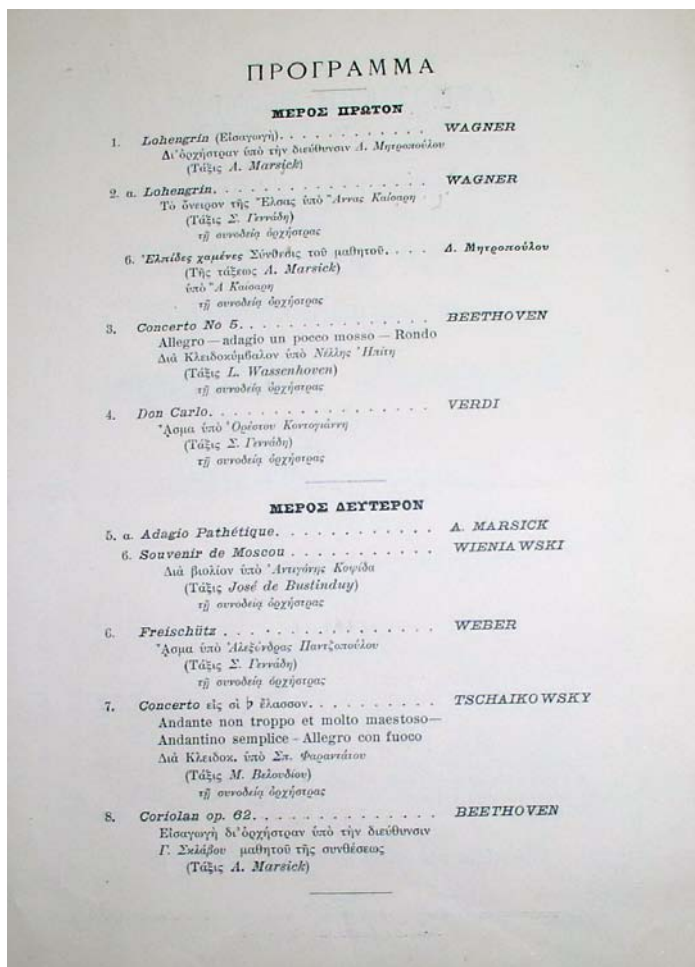 ΠΡΟΓΡΑΜΜΑ
ΜΕΡΟΣ ΠΡΩΤΟΝ
1. Lohengrin (Εἰσαγωγή). . . . . . . . . . . . WAGNER
Δι' ὀρχήστραν ὑπὸ τὴν διεύθυνσιν Δ. Μητροπούλου
(Τάξις A. Marsick)
2. α. Lohengrin. . . . . . . . . . . . . . . . . WAGNER
Τὸ ὄνειρον τῆς Ἔλσας ὑπὸ Ἄννας Καίσαρη
(Τάξις Σ. Γεννάδη)
τῇ συνοδείᾳ ὀρχήστρας
β. Ἐλπίδες χαμένες Σύνθεσις τοῦ μαθητοῦ. . . . Δ. Μητροπούλου
(Τῆς τάξεως A. Marsick)
ὑπὸ Ἄ Καίσαρη
τῇ συνοδείᾳ ὀρχήστρας
3. Concerto No 5. . . . . . . . . . . . . . . BEETHOVEN
Allegro — adagio un pocco mosso — Rondo
Διὰ Κλειδοκύμβαλον ὑπὸ Νέλλης Ἠπίτη
(Τάξις L. Wassenhoven)
τῇ συνοδείᾳ ὀρχήστρας
4. Don Carlo. . . . . . . . . . . . . . . . . VERDI
ᾎσμα ὑπὸ Ὀρέστου Κοντογιάννη
(Τάξις Σ. Γεννάδη)
τῇ συνοδείᾳ ὀρχήστρας
ΜΕΡΟΣ ΔΕΥΤΕΡΟΝ
5. α. Adagio Pathétique. . . . . . . . . . . . A. MARSICK
β. Souvenir de Moscou . . . . . . . . . . . WIENIAWSKI
Διὰ βιολίον ὑπὸ Ἀντιγόνης Κοψίδα
(Τάξις José de Bustinduy)
τῇ συνοδείᾳ ὀρχήστρας
6. Freischütz . . . . . . . . . . . . . . . . WEBER
ᾎσμα ὑπὸ Ἀλεξάνδρας Παντζοπούλου
(Τάξις Σ. Γεννάδη)
τῇ συνοδείᾳ ὀρχήστρας
7. Concerto εἰς σὶ ♭ ἔλασσον. . . . . . . . . . TSCHAIKOWSKY
Andante non troppo et molto maestoso—
Andantino semplice - Allegro con fuoco
Διὰ Κλειδοκ. ὑπὸ Σπ. Φαραντάτου
(Τάξις Μ. Βελουδίου)
τῇ συνοδείᾳ ὀρχήστρας
8. Coriolan op. 62. . . . . . . . . . . . . . BEETHOVEN
Εἰσαγωγὴ δι' ὀρχήστραν ὑπὸ τὴν διεύθυνσιν
Γ. Σκλάβου μαθητοῦ τῆς συνθέσεως
(Τάξις A. Marsick)